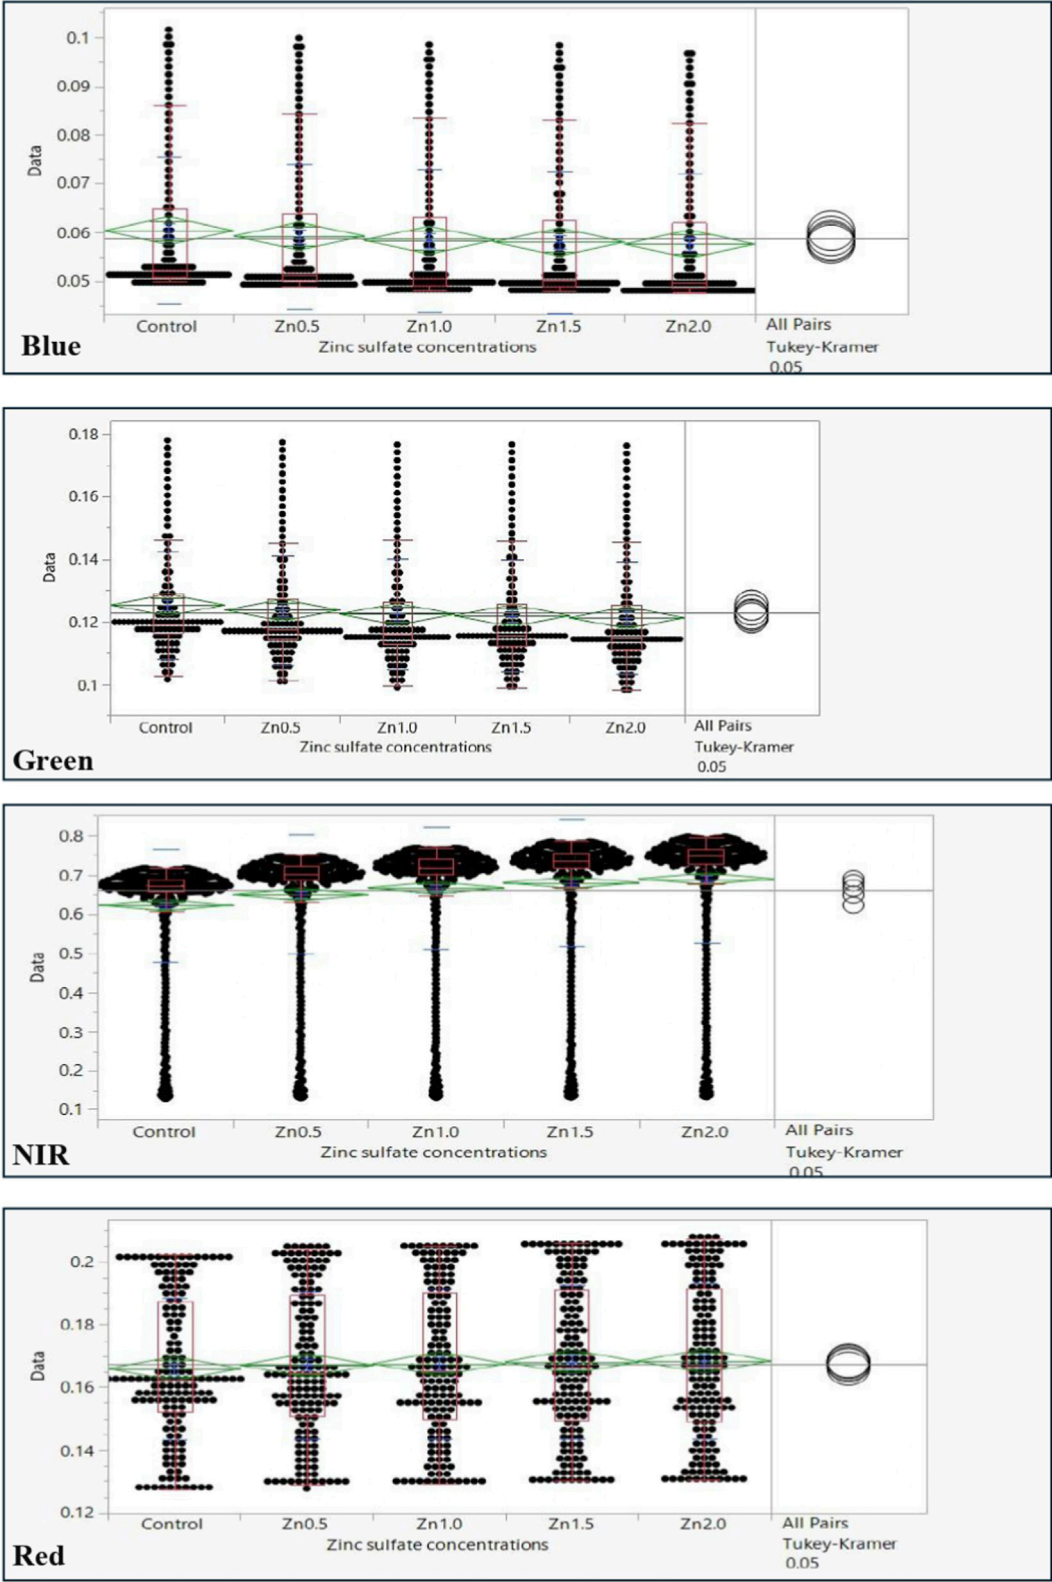 0.1
0.09
0.08
0.07
0.06
0.05
Data
Control Zn0.5 Zn1.0 Zn1.5 Zn2.0
Zinc sulfate concentrations
All Pairs
Tukey-Kramer
0.05
Blue
0.18
0.16
0.14
0.12
0.1
Data
Control Zn0.5 Zn1.0 Zn1.5 Zn2.0
Zinc sulfate concentrations
All Pairs
Tukey-Kramer
0.05
Green
0.8
0.7
0.6
0.5
0.4
0.3
0.2
0.1
Data
Control Zn0.5 Zn1.0 Zn1.5 Zn2.0
Zinc sulfate concentrations
All Pairs
Tukey-Kramer
0.05
NIR
0.2
0.18
0.16
0.14
0.12
Data
Control Zn0.5 Zn1.0 Zn1.5 Zn2.0
Zinc sulfate concentrations
All Pairs
Tukey-Kramer
0.05
Red